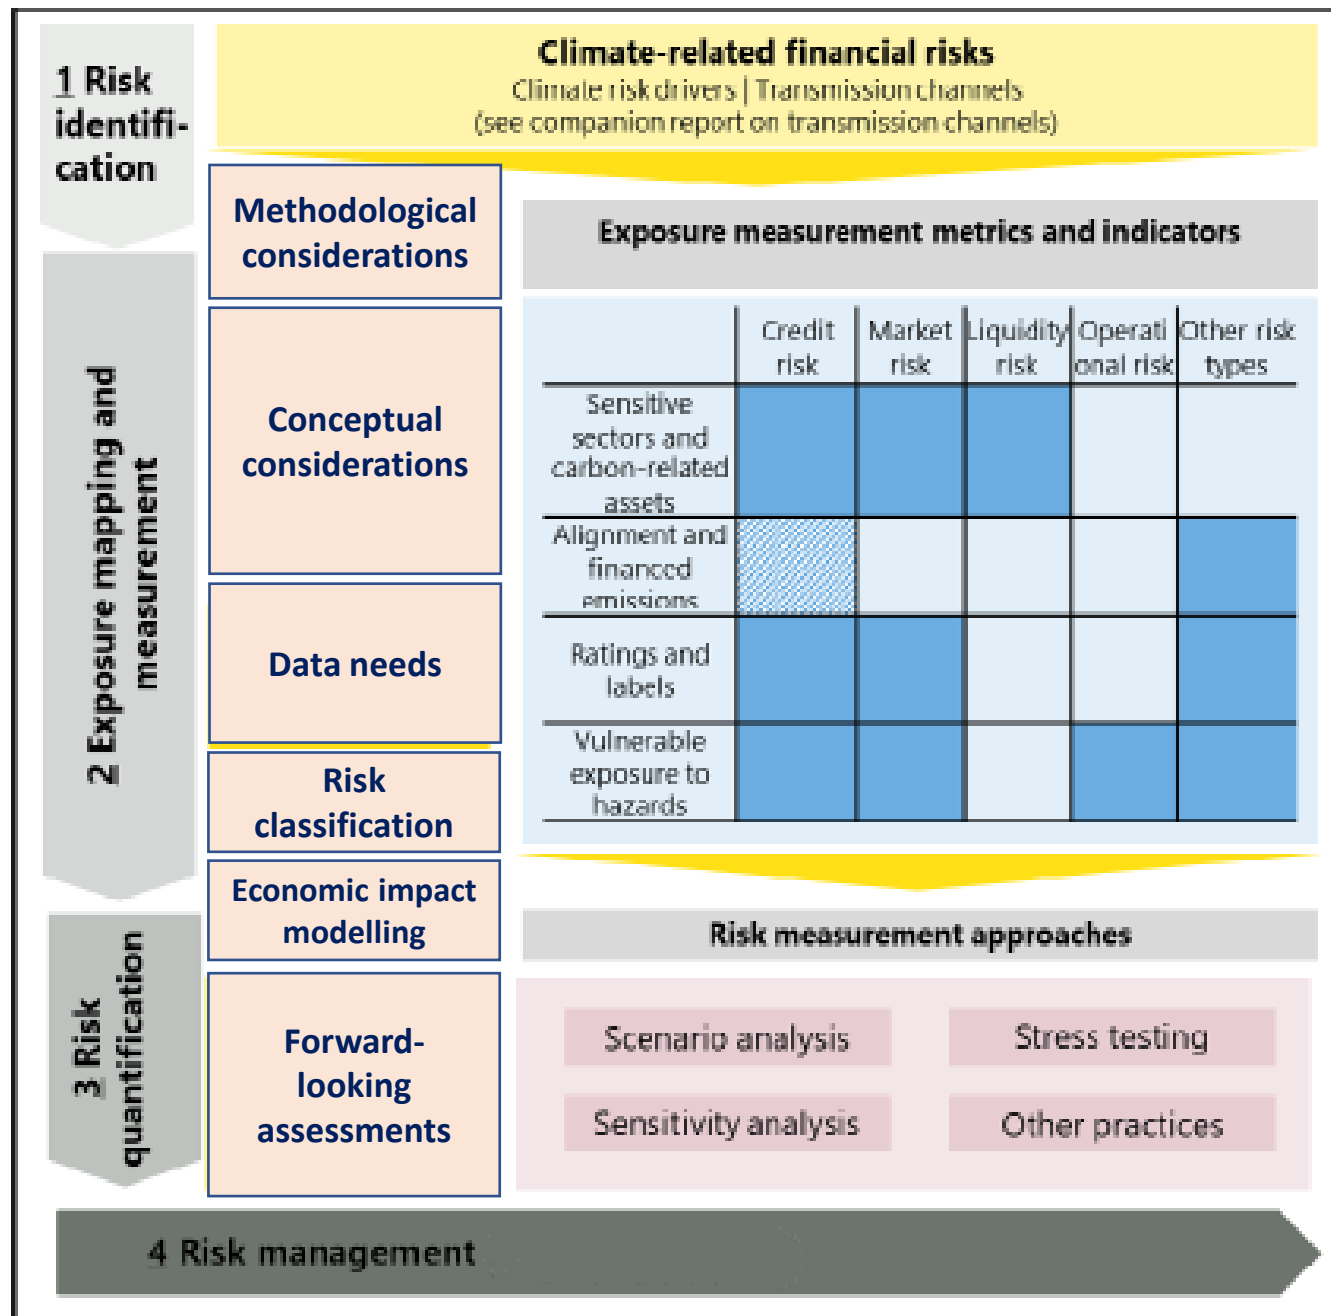 1 Risk
identifi-
cation
Climate-related financial risks
Climate risk drivers | Transmission channels
(see companion report on transmission channels)
Methodological
considerations
Exposure measurement metrics and indicators
2 Exposure mapping and
measurement
Conceptual
considerations
Data needs
Risk
classification
Credit
risk
Market
risk
Liquidity
risk
Operati
onal risk
Other risk
types
Sensitive
sectors and
carbon-related
assets
Alignment and
financed
emissions
Ratings and
labels
Vulnerable
exposure to
hazards
Economic impact
modelling
Risk measurement approaches
3 Risk
quantification
Forward-
looking
assessments
Scenario analysis
Stress testing
Sensitivity analysis
Other practices
4 Risk management